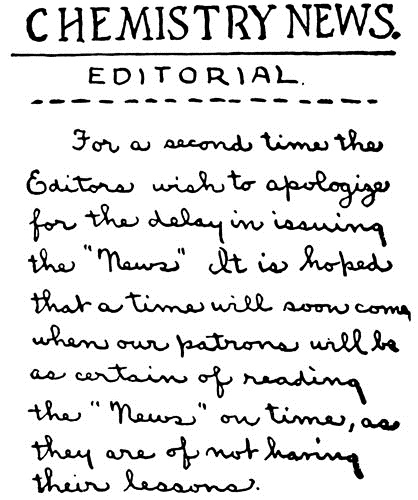 CHEMISTRY NEWS.
EDITORIAL.
For a second time the
Editors wish to apologize
for the delay in issuing
the "News" It is hoped
that a time will soon come,
when our patrons will be
as certain of reading
the "News" on time, as
they are of not having
their lessons.